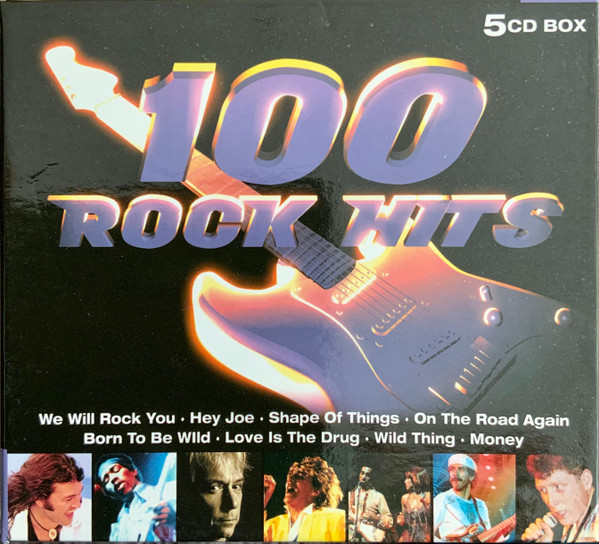 5CD BOX
100
ROCK HITS
We Will Rock You · Hey Joe · Shape Of Things · On The Road Again
Born To Be WIld · Love Is The Drug · Wild Thing · Money